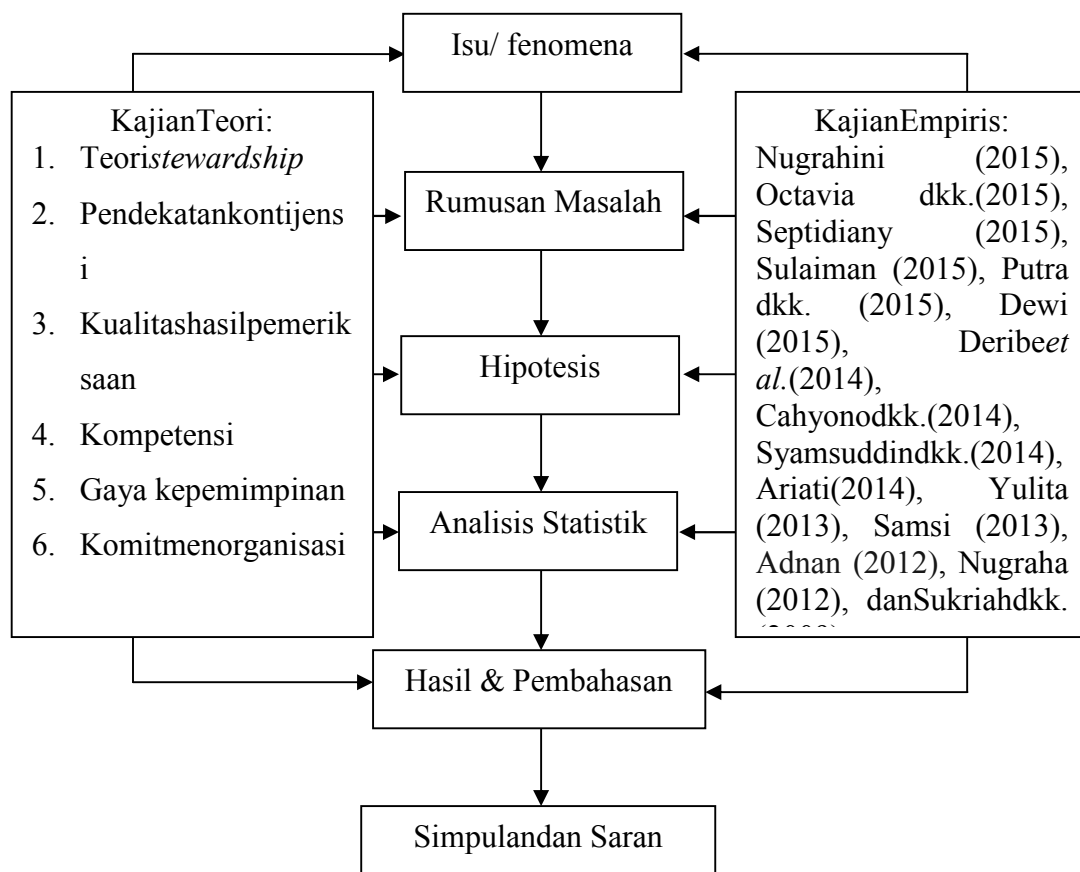 Isu/ fenomena
KajianTeori:
1. Teoristewardship
2. Pendekatankontijens
i
3. Kualitashasilpemerik
saan
4. Kompetensi
5. Gaya kepemimpinan
6. Komitmenorganisasi
Rumusan Masalah
Hipotesis
Analisis Statistik
KajianEmpiris:
Nugrahini (2015),
Octavia dkk.(2015),
Septidiany (2015),
Sulaiman (2015), Putra
dkk. (2015), Dewi
(2015), Deribeet
al.(2014),
Cahyonodkk.(2014),
Syamsuddindkk.(2014),
Ariati(2014), Yulita
(2013), Samsi (2013),
Adnan (2012), Nugraha
(2012), danSukriahdkk.
Hasil & Pembahasan
Simpulandan Saran